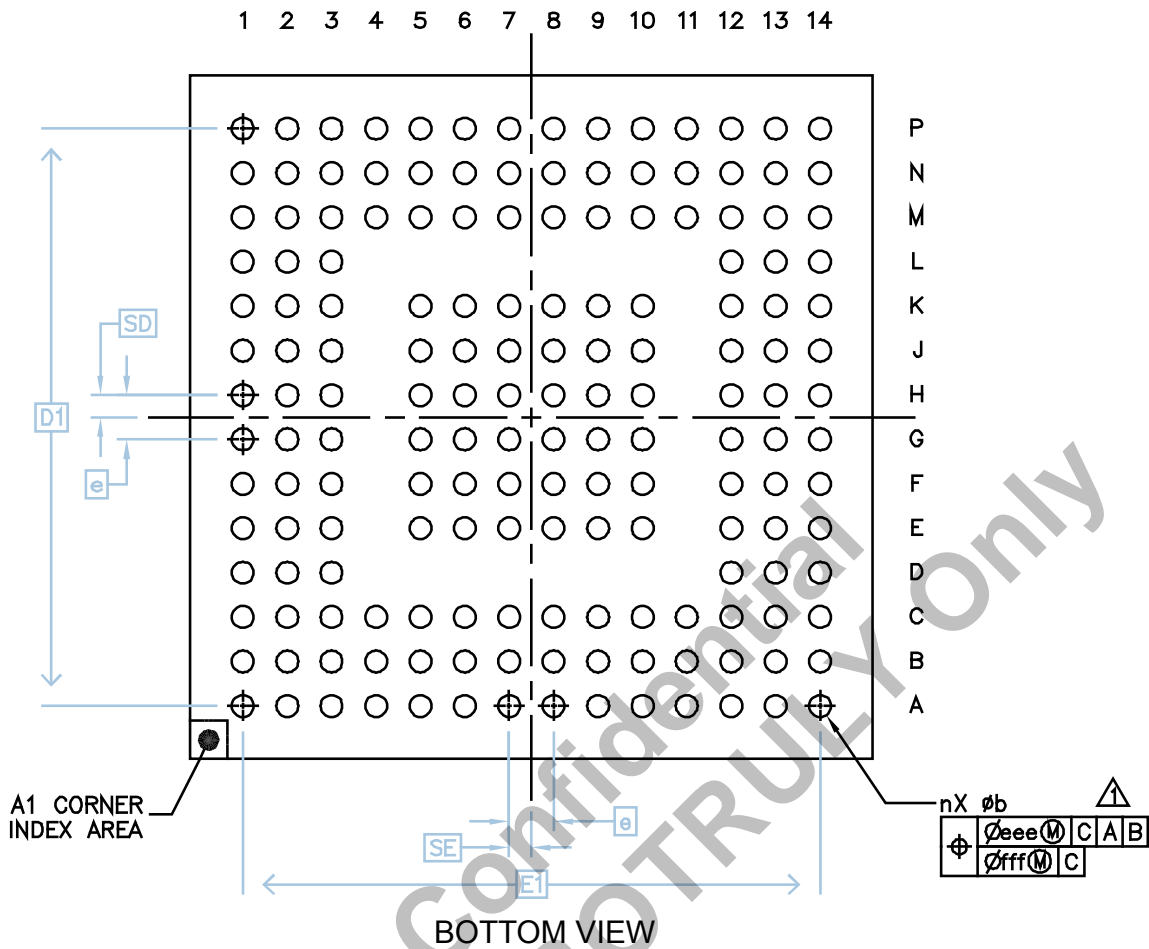 1 2 3 4 5 6 7 8 9 10 11 12 13 14
P
N
M
L
K
SD
J
H
D1
G
e
F
E
D
C
B
A
A1 CORNER
INDEX AREA
e
SE
E1
nX øb
1
Øeee Ⓜ C A B
Øfff Ⓜ C
BOTTOM VIEW
Confidential
OTRULY Only